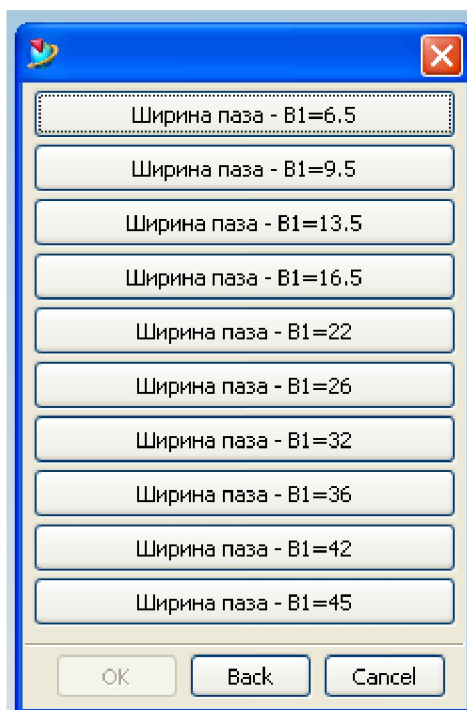 Ширина паза - B1=6.5
Ширина паза - B1=9.5
Ширина паза - B1=13.5
Ширина паза - B1=16.5
Ширина паза - B1=22
Ширина паза - B1=26
Ширина паза - B1=32
Ширина паза - B1=36
Ширина паза - B1=42
Ширина паза - B1=45
OK Back Cancel